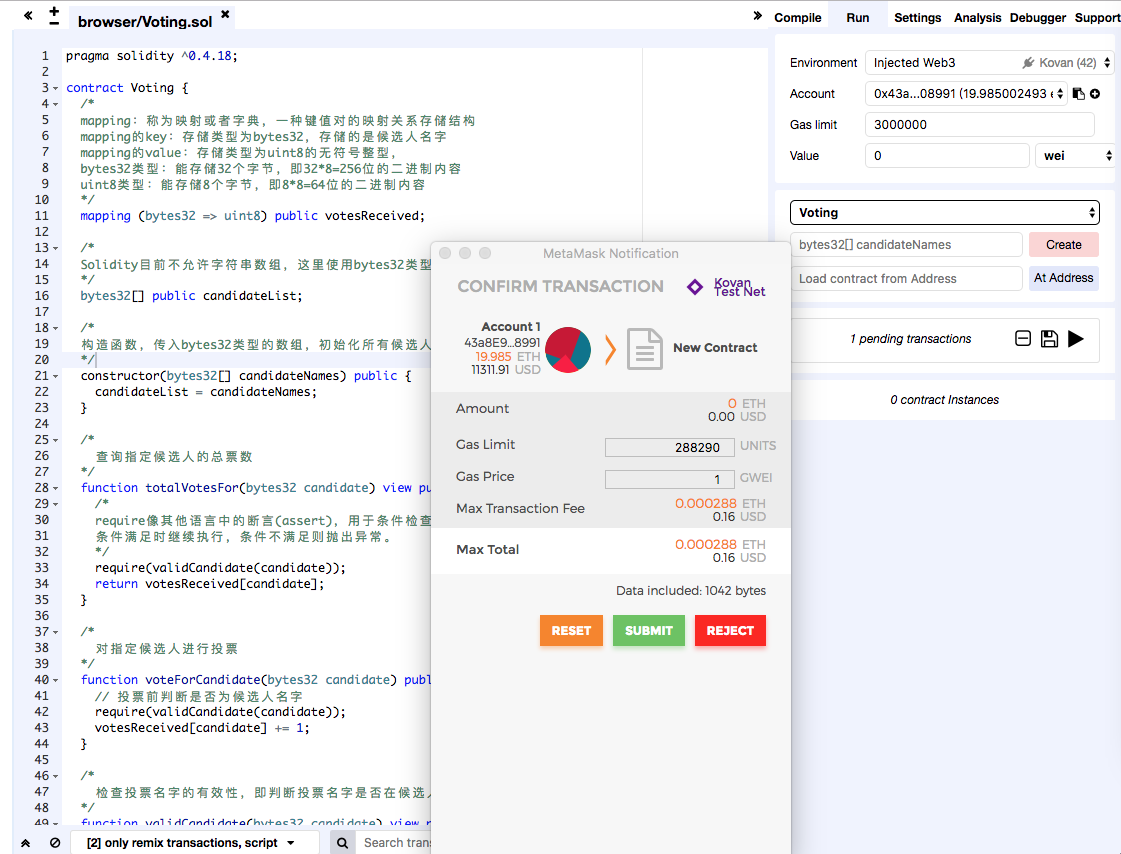 browser/Voting.sol
Compile Run Settings Analysis Debugger Support
1 pragma solidity ^0.4.18;
2
3 contract Voting {
4 /*
5 mapping：称为映射或者字典，一种键值对的映射关系存储结构
6 mapping的key：存储类型为bytes32，存储的是候选人名字
7 mapping的value：存储类型为uint8的无符号整型，
8 bytes32类型：能存储32个字节，即32*8=256位的二进制内容
9 uint8类型：能存储8个字节，即8*8=64位的二进制内容
10 */
11 mapping (bytes32 => uint8) public votesReceived;
12
13 /*
14 Solidity目前不允许字符串数组，这里使用bytes32类型
15 */
16 bytes32[] public candidateList;
17
18 /*
19 构造函数，传入bytes32类型的数组，初始化所有候选人
20 */
21 constructor(bytes32[] candidateNames) public {
22 candidateList = candidateNames;
23 }
24
25 /*
26 查询指定候选人的总票数
27 */
28 function totalVotesFor(bytes32 candidate) view pu
29 /*
30 require像其他语言中的断言(assert)，用于条件检查
31 条件满足时继续执行，条件不满足则抛出异常。
32 */
33 require(validCandidate(candidate));
34 return votesReceived[candidate];
35 }
36
37 /*
38 对指定候选人进行投票
39 */
40 function voteForCandidate(bytes32 candidate) publ
41 // 投票前判断是否为候选人名字
42 require(validCandidate(candidate));
43 votesReceived[candidate] += 1;
44 }
45
46 /*
47 检查投票名字的有效性，即判断投票名字是否在候选人
48 */
49 function validCandidate(bytes32 candidate) view
[2] only remix transactions, script
Search tran
Environment Injected Web3 Kovan (42)
Account 0x43a...08991 (19.985002493 e
Gas limit 3000000
Value 0 wei
Voting
bytes32[] candidateNames Create
Load contract from Address At Address
1 pending transactions
0 contract Instances
MetaMask Notification
CONFIRM TRANSACTION
Kovan
Test Net
Account 1
43a8E9...8991
19.985 ETH
11311.91 USD
New Contract
Amount 0 ETH
0.00 USD
Gas Limit 288290 UNITS
Gas Price 1 GWEI
Max Transaction Fee 0.000288 ETH
0.16 USD
Max Total 0.000288 ETH
0.16 USD
Data included: 1042 bytes
RESET SUBMIT REJECT